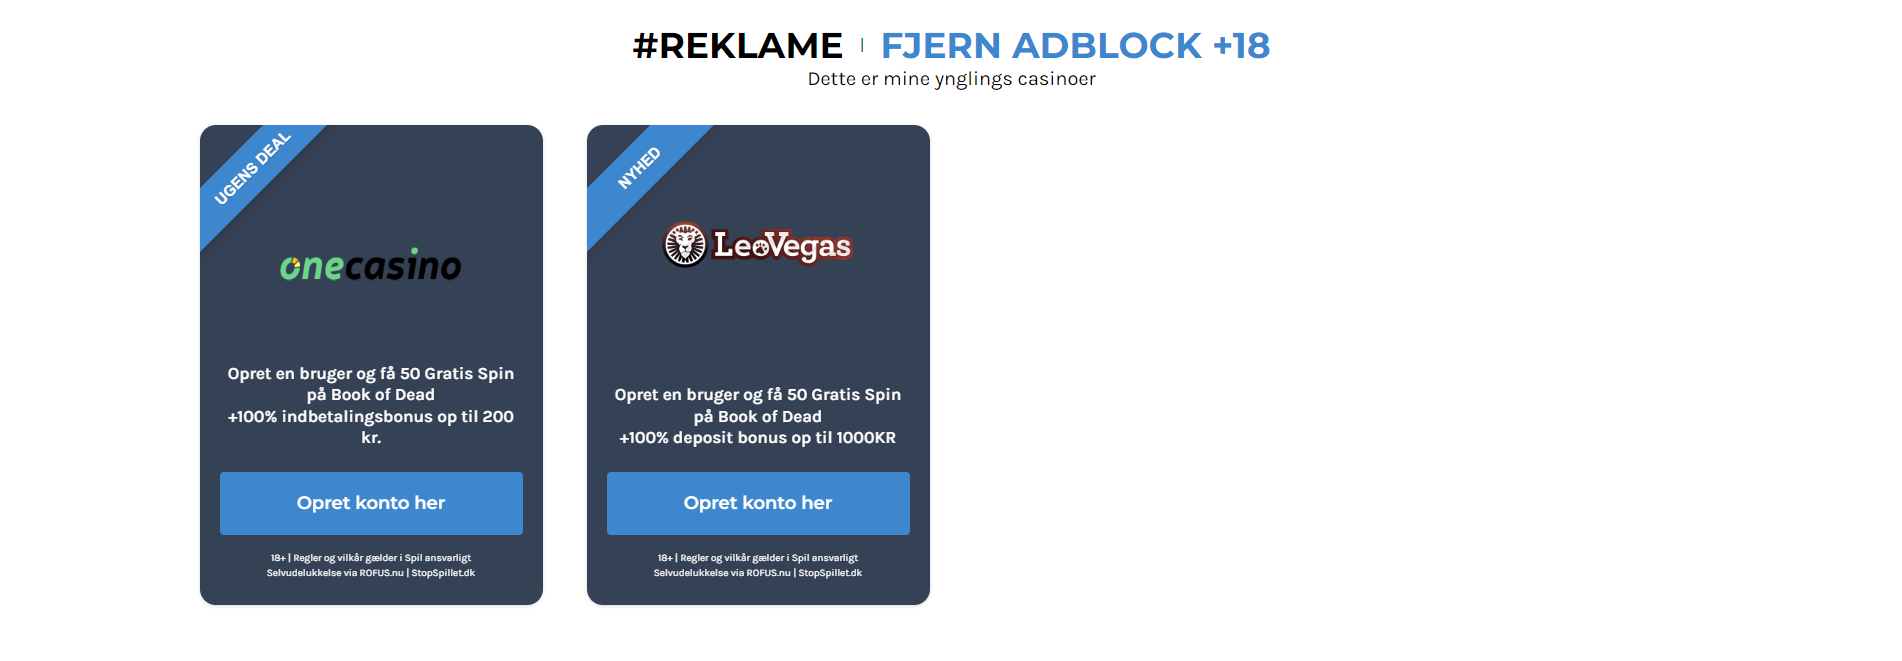 #REKLAME | FJERN ADBLOCK +18
Dette er mine ynglings casinoer
UGENS DEAL
onecasino
Opret en bruger og få 50 Gratis Spin
på Book of Dead
+100% indbetalingsbonus op til 200
kr.
Opret konto her
18+ | Regler og vilkår gælder i Spil ansvarligt
Selvudelukkelse via ROFUS.nu | StopSpillet.dk
NYHED
LeoVegas
Opret en bruger og få 50 Gratis Spin
på Book of Dead
+100% deposit bonus op til 1000KR
Opret konto her
18+ | Regler og vilkår gælder i Spil ansvarligt
Selvudelukkelse via ROFUS.nu | StopSpillet.dk